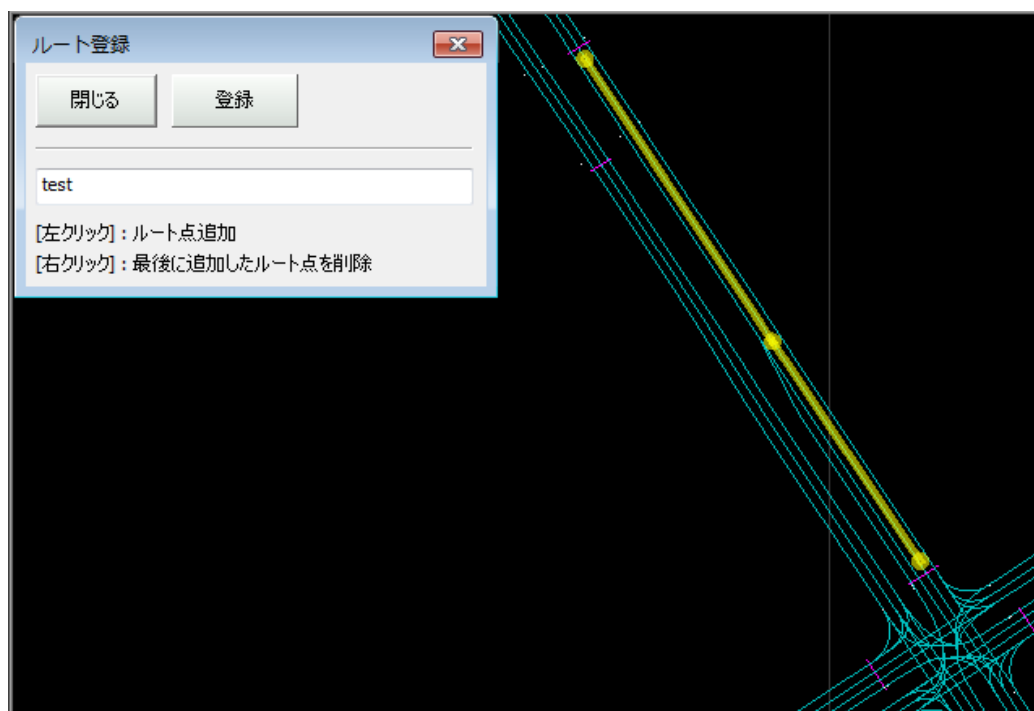 ルート登録
閉じる
登録
test
[左クリック]：ルート点追加
[右クリック]：最後に追加したルート点を削除